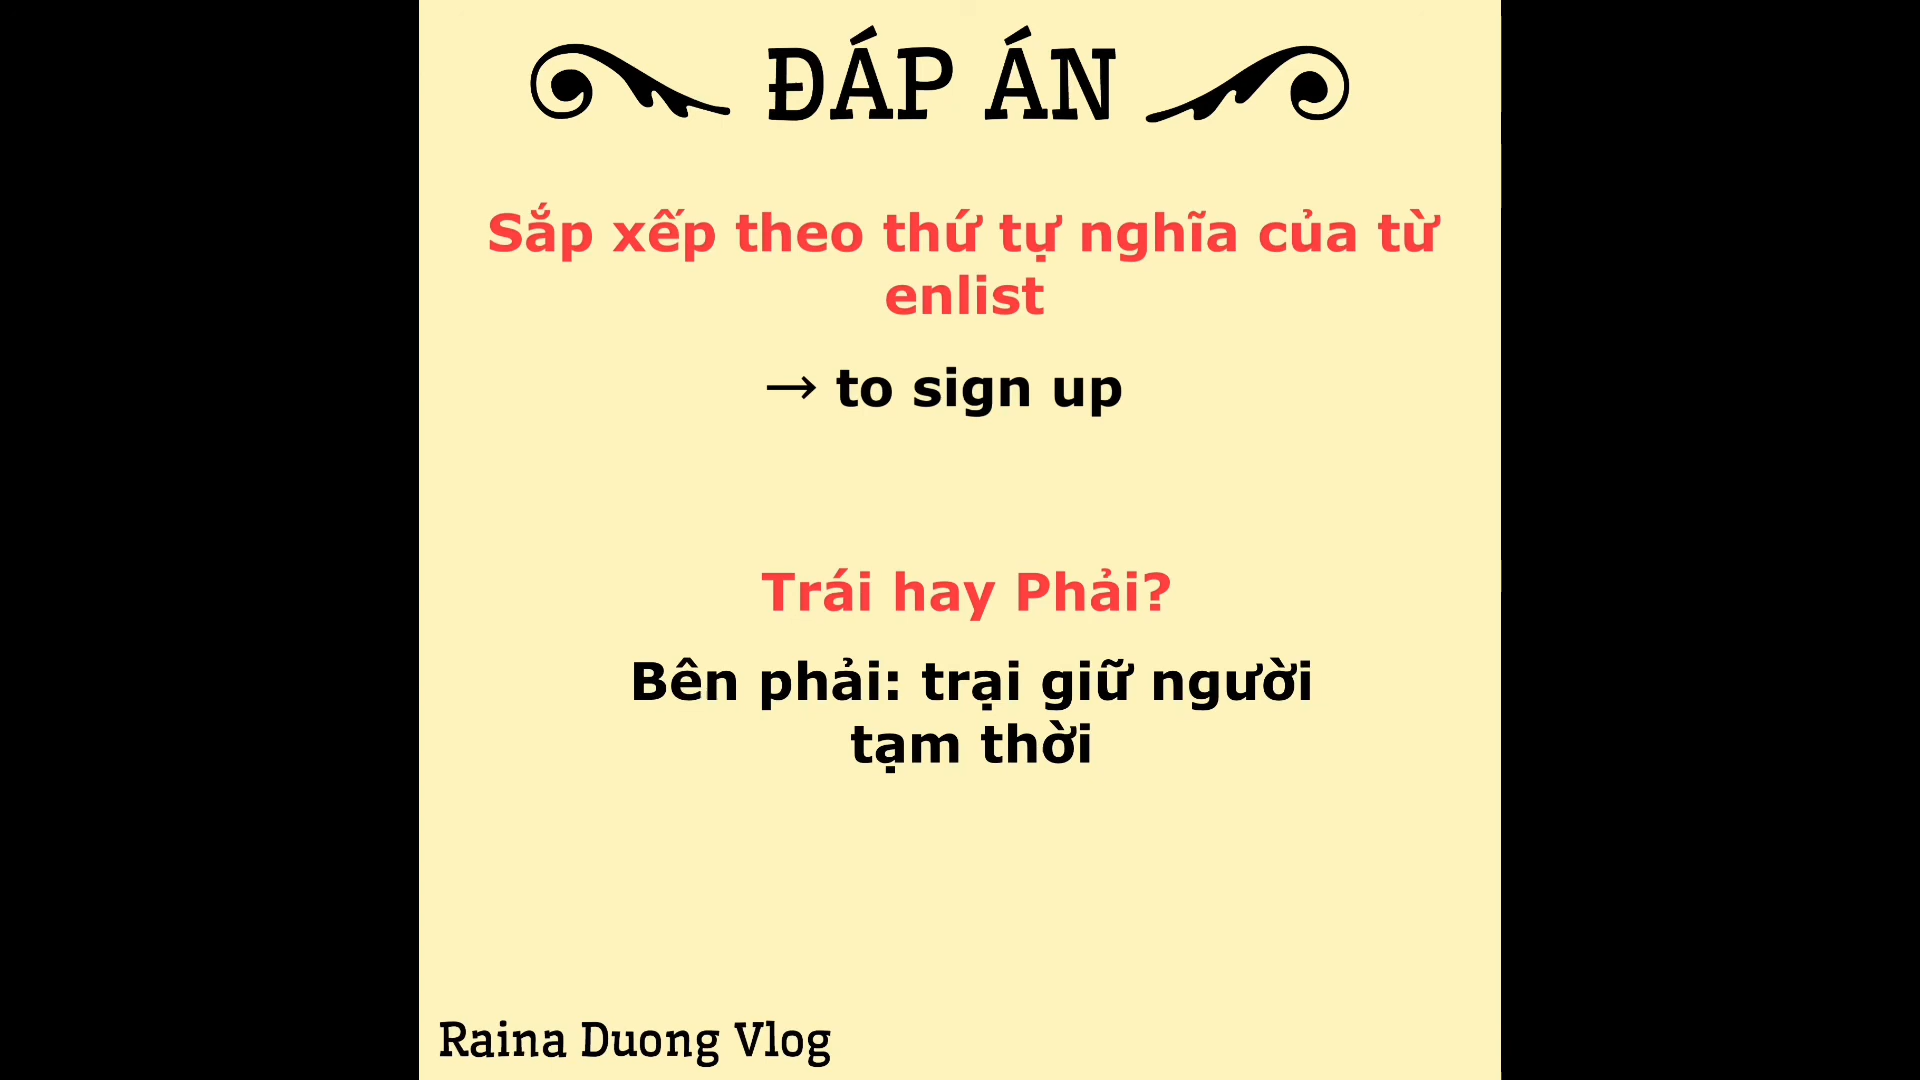 ĐÁP ÁN
Sắp xếp theo thứ tự nghĩa của từ
enlist
→ to sign up
Trái hay Phải?
Bên phải: trại giữ người
tạm thời
Raina Duong Vlog